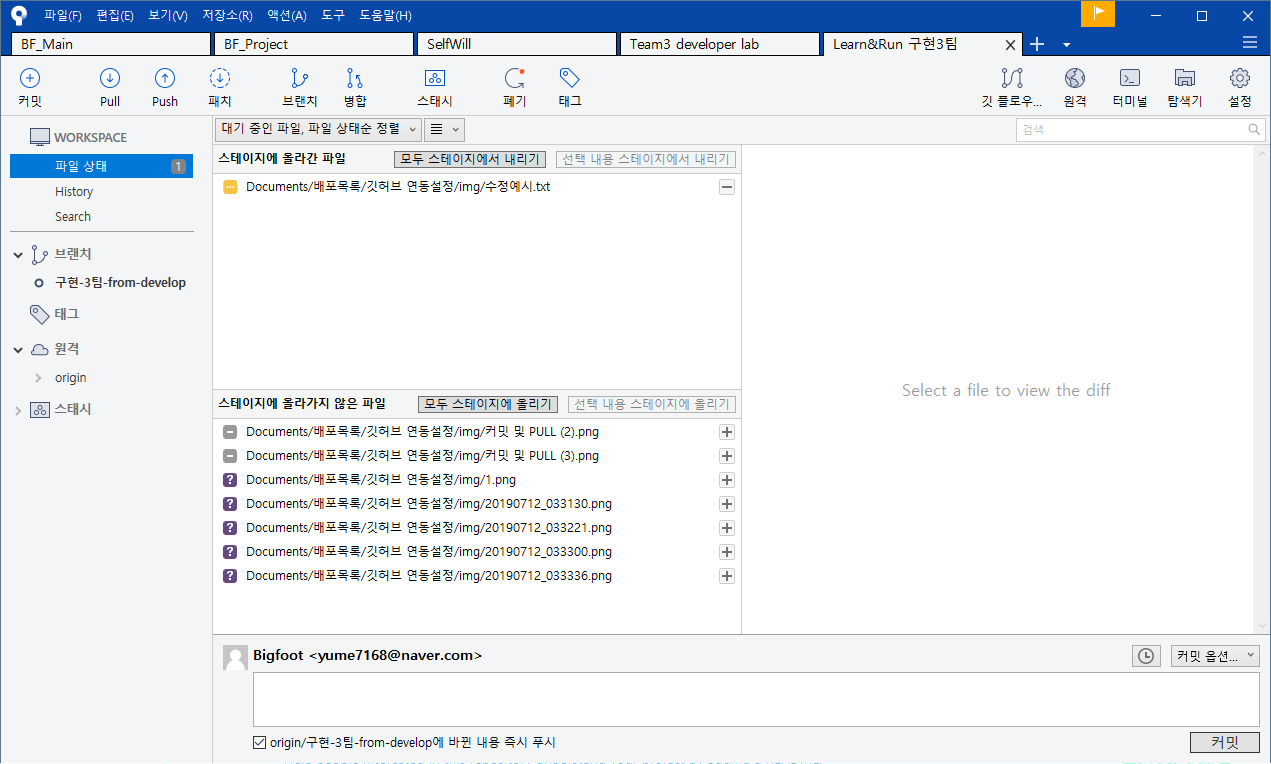 파일(F) 편집(E) 보기(V) 저장소(R) 액션(A) 도구 도움말(H)
BF_Main BF_Project SelfWill Team3 developer lab Learn&Run 구현3팀
커밋 Pull Push 패치 브랜치 병합 스태시 폐기 태그 깃 플로우... 원격 터미널 탐색기 설정
WORKSPACE
파일 상태 1
History
Search
브랜치
구현-3팀-from-develop
태그
원격
origin
스태시
대기 중인 파일, 파일 상태순 정렬
검색
스테이지에 올라간 파일 모두 스테이지에서 내리기 선택 내용 스테이지에서 내리기
Documents/배포목록/깃허브 연동설정/img/수정예시.txt
스테이지에 올라가지 않은 파일 모두 스테이지에 올리기 선택 내용 스테이지에 올리기
Documents/배포목록/깃허브 연동설정/img/커밋 및 PULL (2).png
Documents/배포목록/깃허브 연동설정/img/커밋 및 PULL (3).png
Documents/배포목록/깃허브 연동설정/img/1.png
Documents/배포목록/깃허브 연동설정/img/20190712_033130.png
Documents/배포목록/깃허브 연동설정/img/20190712_033221.png
Documents/배포목록/깃허브 연동설정/img/20190712_033300.png
Documents/배포목록/깃허브 연동설정/img/20190712_033336.png
Select a file to view the diff
Bigfoot <yume7168@naver.com>
커밋 옵션...
origin/구현-3팀-from-develop에 바뀐 내용 즉시 푸시
커밋